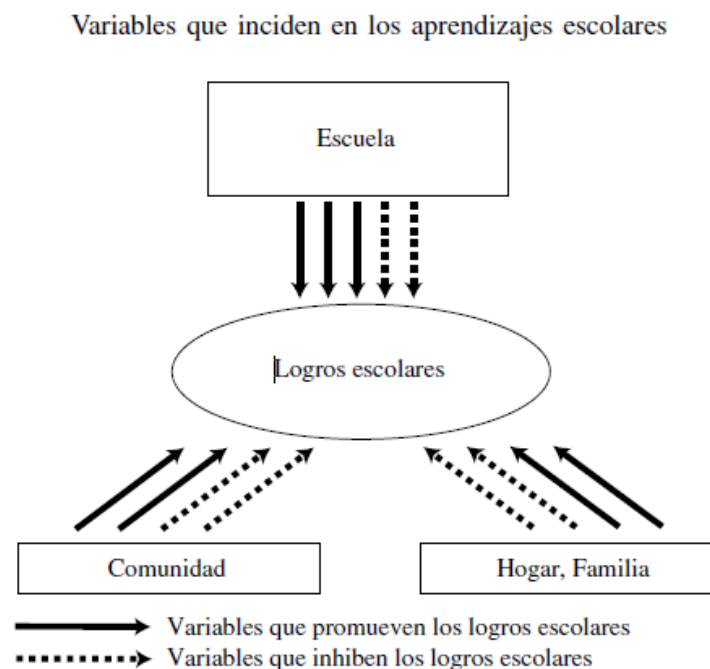 Variables que inciden en los aprendizajes escolares
Escuela
Logros escolares
Comunidad
Hogar, Familia
Variables que promueven los logros escolares
Variables que inhiben los logros escolares